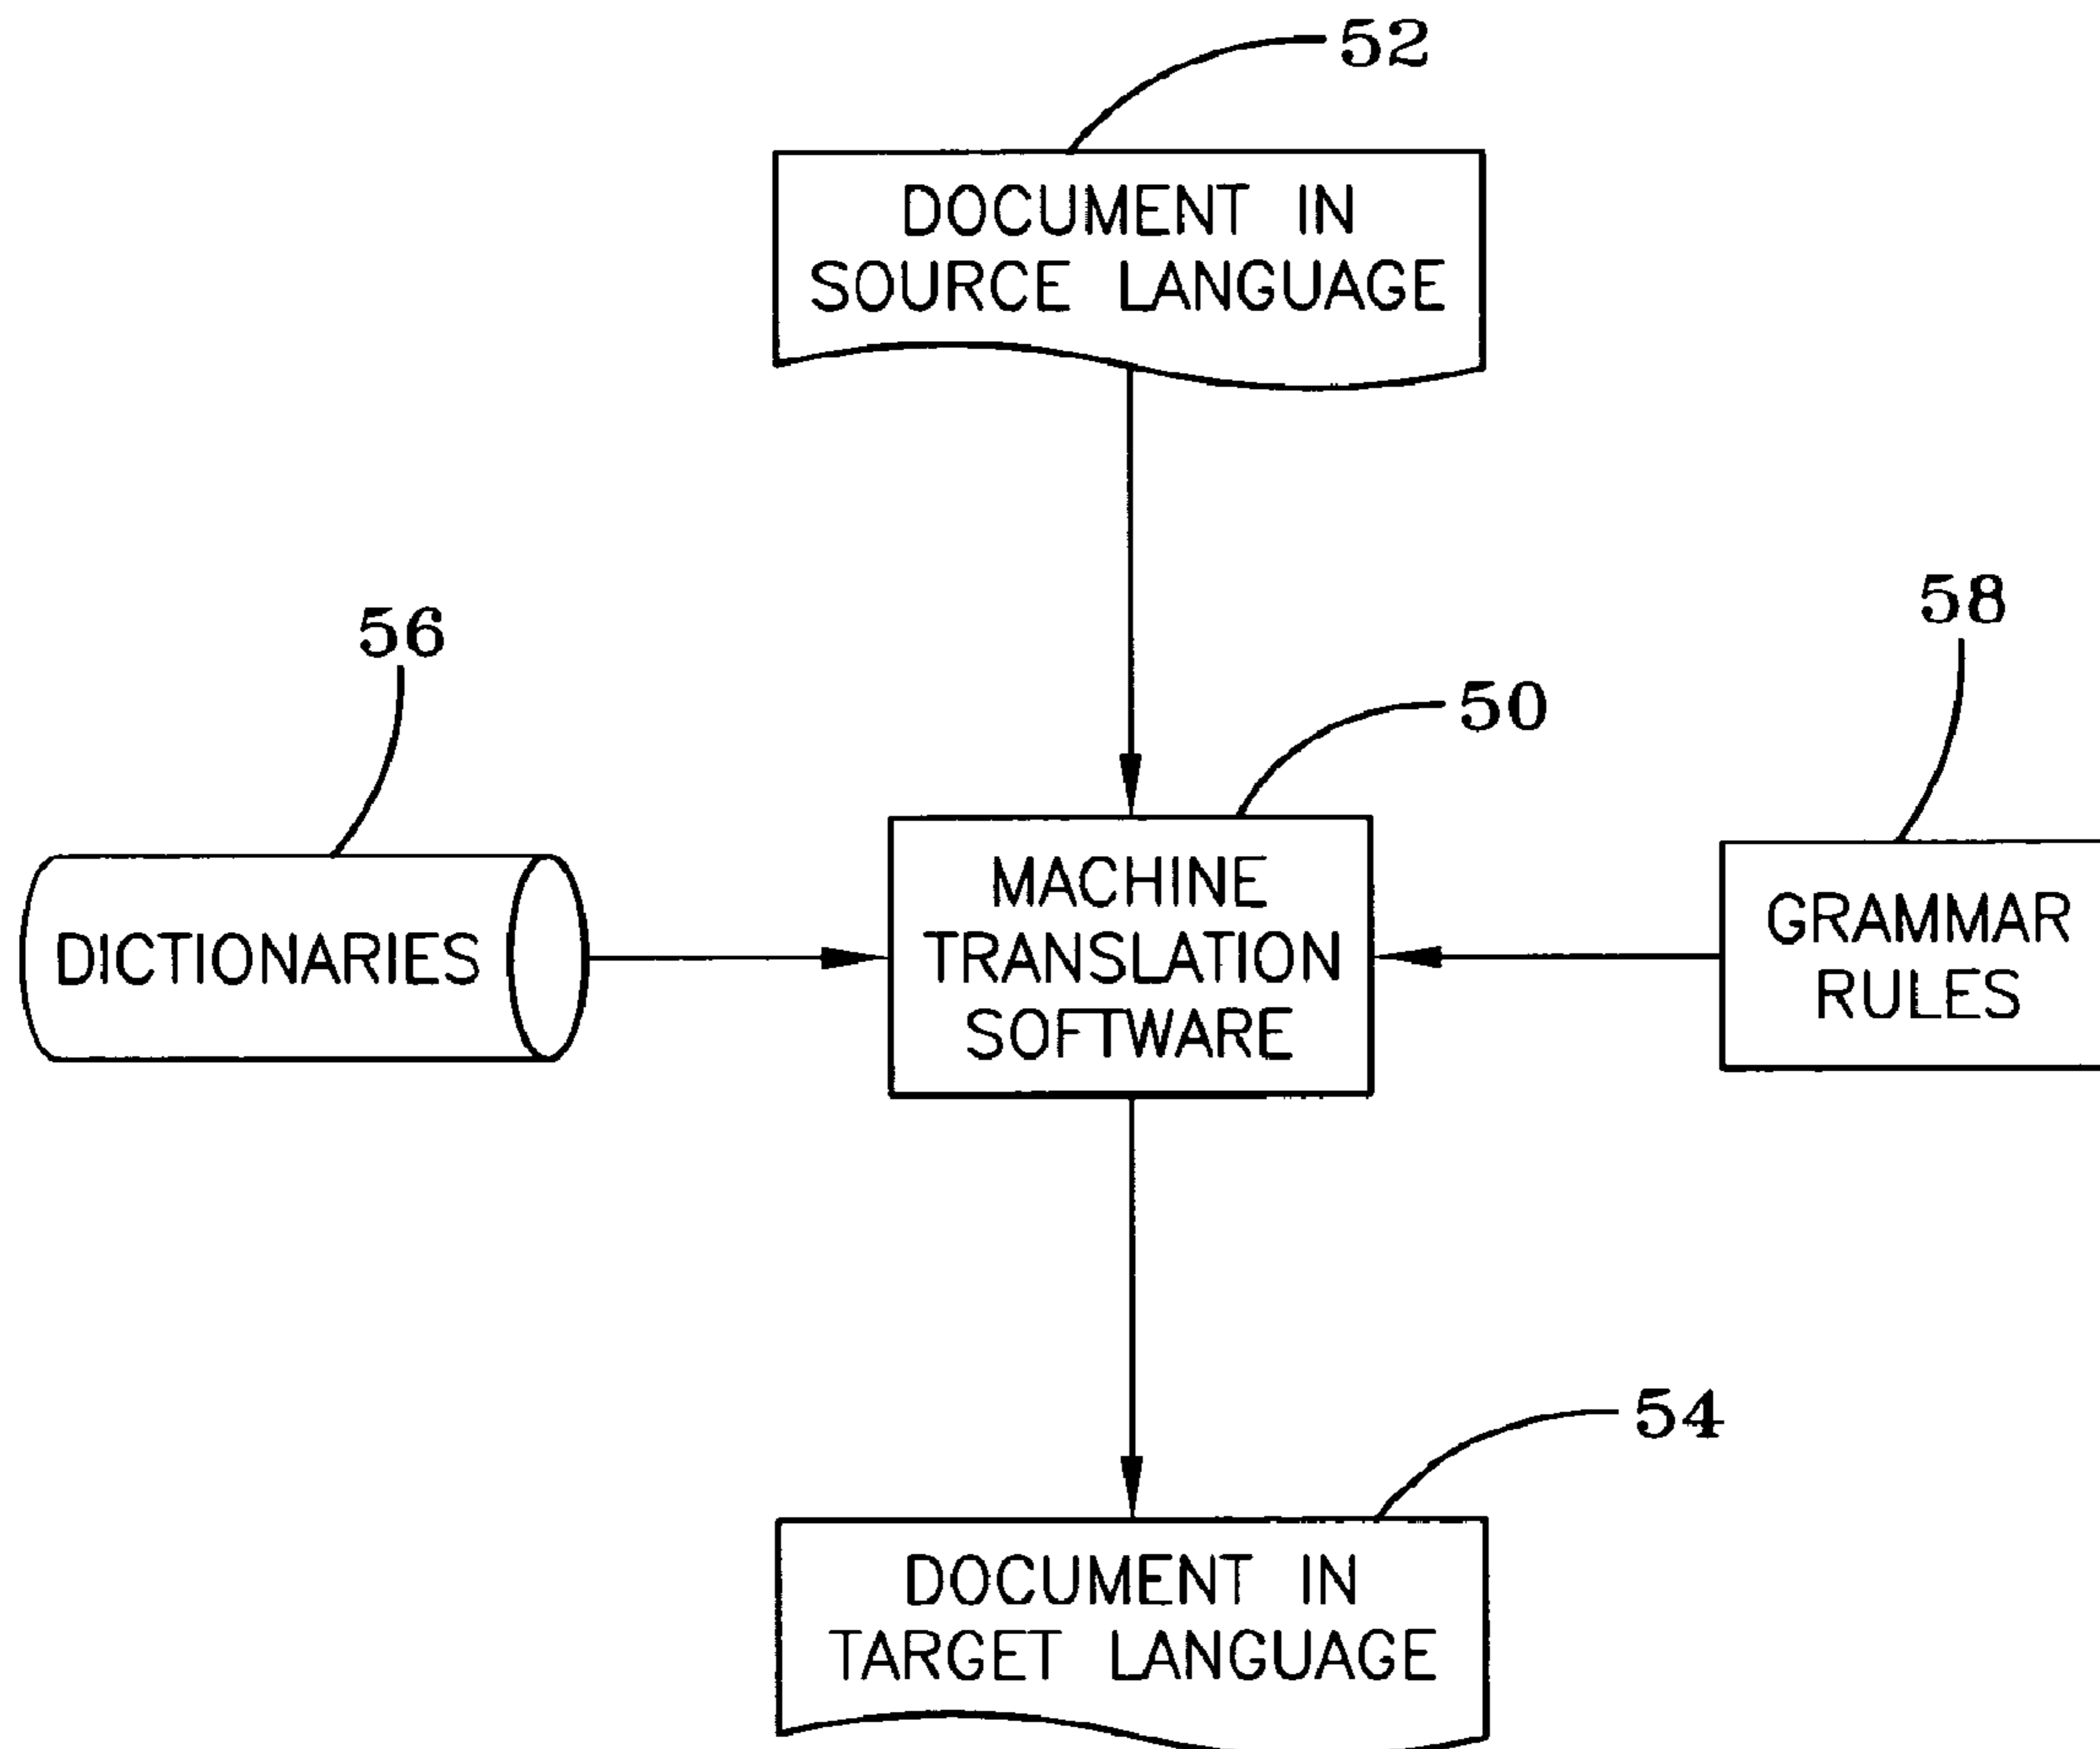 52
DOCUMENT IN
SOURCE LANGUAGE
56
58
50
DICTIONARIES
MACHINE
TRANSLATION
SOFTWARE
GRAMMAR
RULES
54
DOCUMENT IN
TARGET LANGUAGE